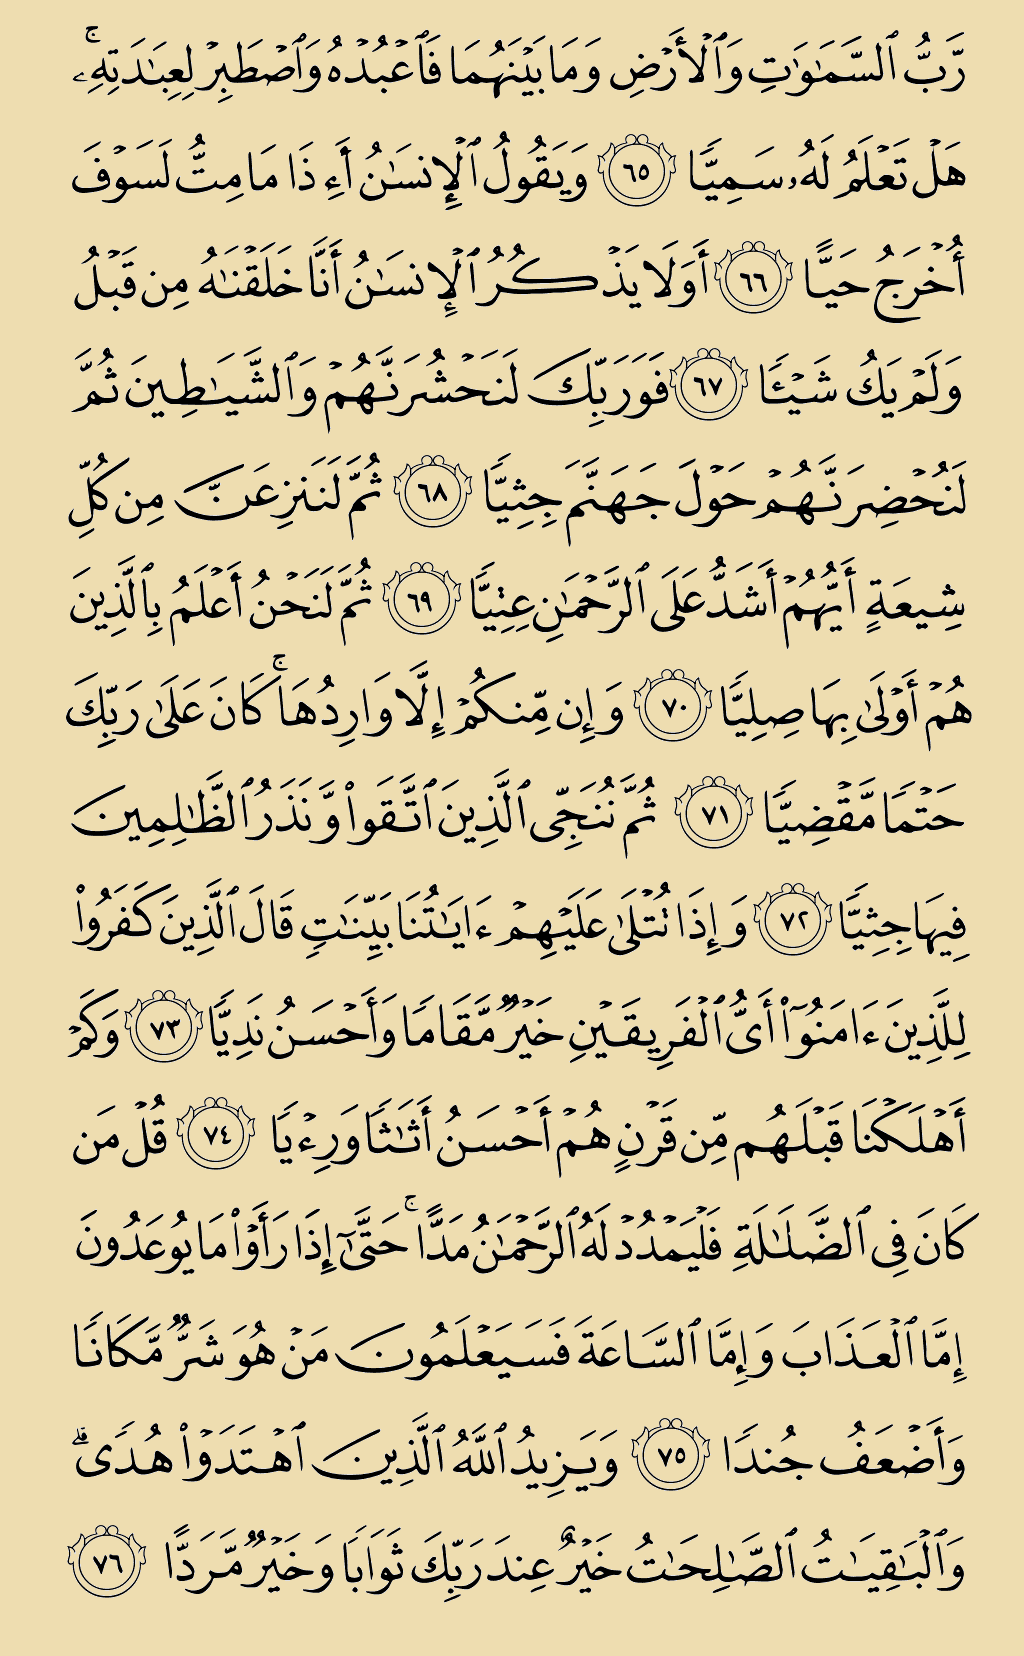 رَّبُّ ٱلسَّمَـٰوَٰتِ وَٱلْأَرْضِ وَمَا بَيْنَهُمَا فَٱعْبُدْهُ وَٱصْطَبِرْ لِعِبَـٰدَتِهِۦ ۚ
هَلْ تَعْلَمُ لَهُۥ سَمِيًّا ٦٥ وَيَقُولُ ٱلْإِنسَـٰنُ أَءِذَا مَا مِتُّ لَسَوْفَ
أُخْرَجُ حَيًّا ٦٦ أَوَلَا يَذْكُرُ ٱلْإِنسَـٰنُ أَنَّا خَلَقْنَـٰهُ مِن قَبْلُ
وَلَمْ يَكُ شَيْـًٔا ٦٧ فَوَرَبِّكَ لَنَحْشُرَنَّهُمْ وَٱلشَّيَـٰطِينَ ثُمَّ
لَنُحْضِرَنَّهُمْ حَوْلَ جَهَنَّمَ جِثِيًّا ٦٨ ثُمَّ لَنَنزِعَنَّ مِن كُلِّ
شِيعَةٍ أَيُّهُمْ أَشَدُّ عَلَى ٱلرَّحْمَـٰنِ عِتِيًّا ٦٩ ثُمَّ لَنَحْنُ أَعْلَمُ بِٱلَّذِينَ
هُمْ أَوْلَىٰ بِهَا صِلِيًّا ٧٠ وَإِن مِّنكُمْ إِلَّا وَارِدُهَا ۚ كَانَ عَلَىٰ رَبِّكَ
حَتْمًا مَّقْضِيًّا ٧١ ثُمَّ نُنَجِّى ٱلَّذِينَ ٱتَّقَوا۟ وَّنَذَرُ ٱلظَّـٰلِمِينَ
فِيهَا جِثِيًّا ٧٢ وَإِذَا تُتْلَىٰ عَلَيْهِمْ ءَايَـٰتُنَا بَيِّنَـٰتٍ قَالَ ٱلَّذِينَ كَفَرُوا۟
لِلَّذِينَ ءَامَنُوٓا۟ أَىُّ ٱلْفَرِيقَيْنِ خَيْرٌ مَّقَامًا وَأَحْسَنُ نَدِيًّا ٧٣ وَكَمْ
أَهْلَكْنَا قَبْلَهُم مِّن قَرْنٍ هُمْ أَحْسَنُ أَثَـٰثًا وَرِءْيًا ٧٤ قُلْ مَن
كَانَ فِى ٱلضَّلَـٰلَةِ فَلْيَمْدُدْ لَهُ ٱلرَّحْمَـٰنُ مَدًّا ۚ حَتَّىٰٓ إِذَا رَأَوْا۟ مَا يُوعَدُونَ
إِمَّا ٱلْعَذَابَ وَإِمَّا ٱلسَّاعَةَ فَسَيَعْلَمُونَ مَنْ هُوَ شَرٌّ مَّكَانًا
وَأَضْعَفُ جُندًا ٧٥ وَيَزِيدُ ٱللَّهُ ٱلَّذِينَ ٱهْتَدَوْا۟ هُدًى ۗ
وَٱلْبَـٰقِيَـٰتُ ٱلصَّـٰلِحَـٰتُ خَيْرٌ عِندَ رَبِّكَ ثَوَابًا وَخَيْرٌ مَّرَدًّا ٧٦